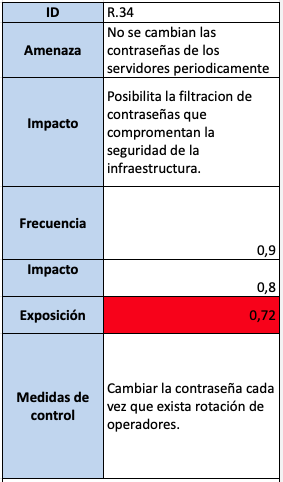 ID R.34
Amenaza No se cambian las
contraseñas de los
servidores periodicamente
Impacto Posibilita la filtracion de
contraseñas que
comprometan la
seguridad de la
infraestructura.
Frecuencia 0,9
Impacto 0,8
Exposición 0,72
Medidas de
control
Cambiar la contraseña cada
vez que exista rotación de
operadores.